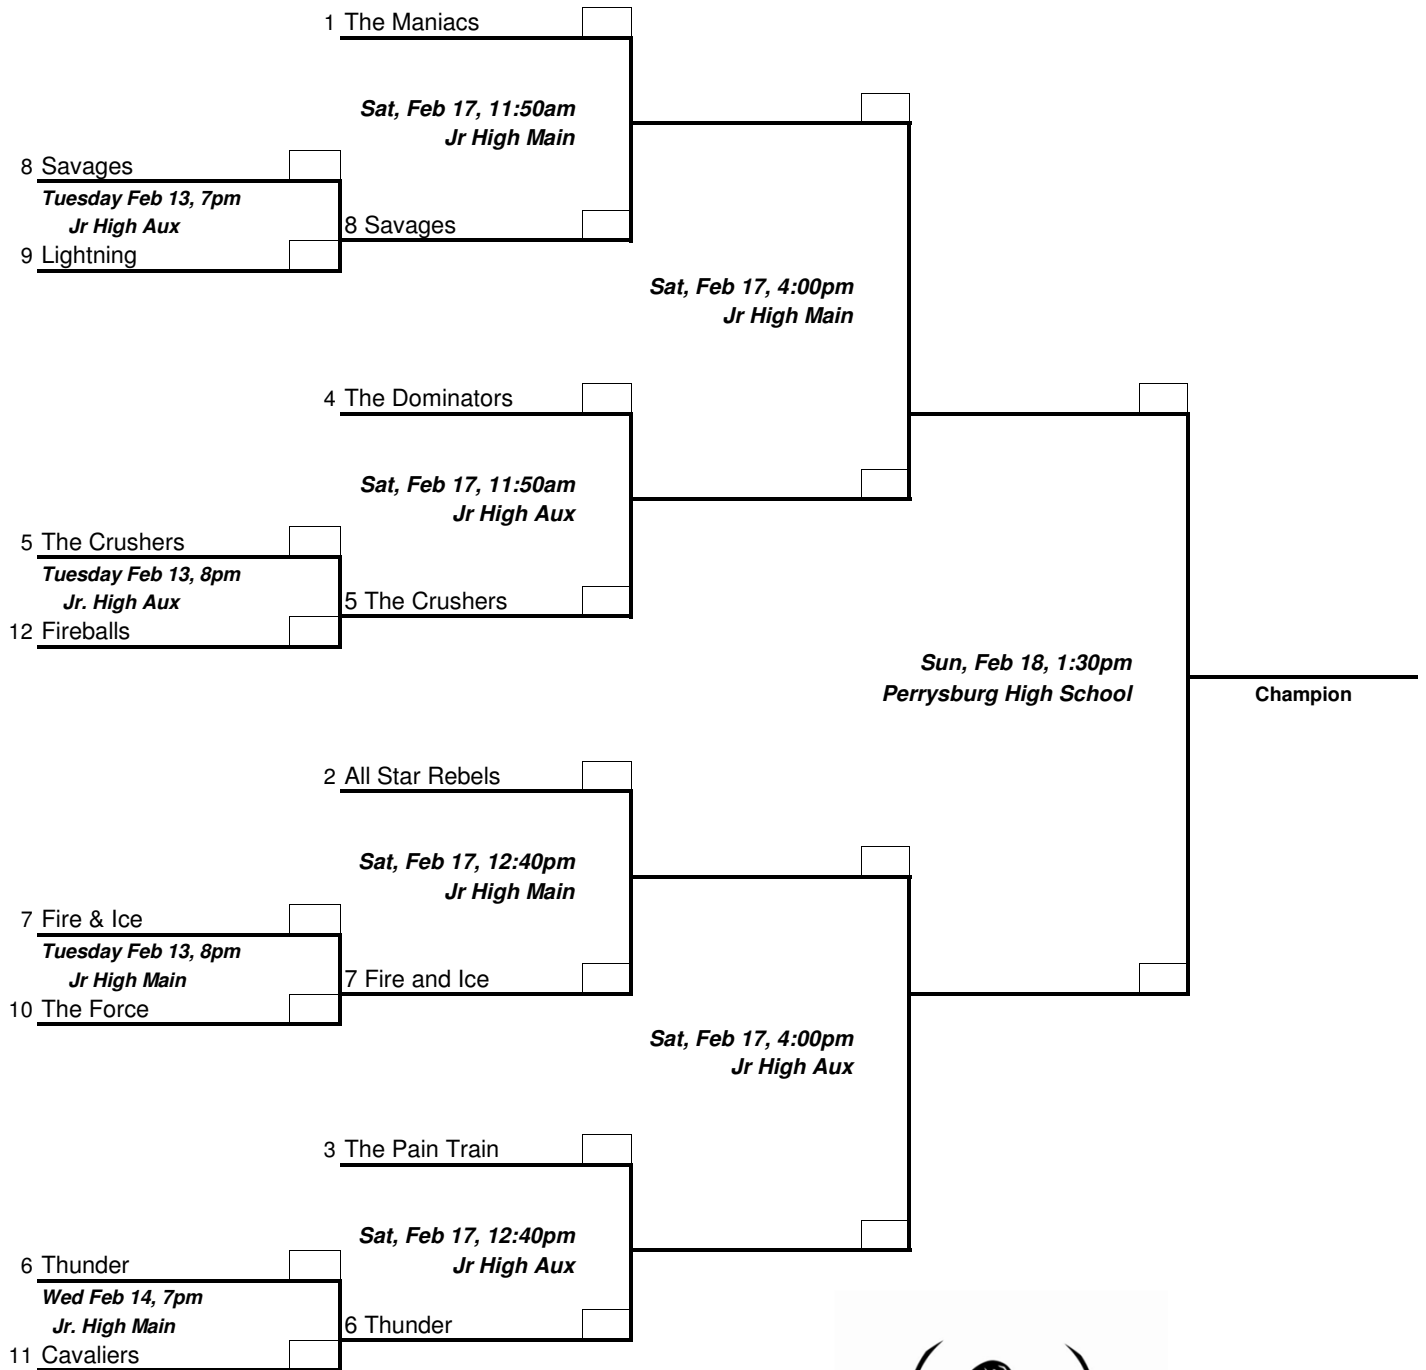 1 The Maniacs
Sat, Feb 17, 11:50am
Jr High Main
8 Savages
Tuesday Feb 13, 7pm
Jr High Aux
8 Savages
9 Lightning
Sat, Feb 17, 4:00pm
Jr High Main
4 The Dominators
Sat, Feb 17, 11:50am
Jr High Aux
5 The Crushers
Tuesday Feb 13, 8pm
Jr. High Aux
5 The Crushers
12 Fireballs
Sun, Feb 18, 1:30pm
Perrysburg High School
Champion
2 All Star Rebels
Sat, Feb 17, 12:40pm
Jr High Main
7 Fire & Ice
Tuesday Feb 13, 8pm
Jr High Main
7 Fire and Ice
10 The Force
Sat, Feb 17, 4:00pm
Jr High Aux
3 The Pain Train
Sat, Feb 17, 12:40pm
Jr High Aux
6 Thunder
Wed Feb 14, 7pm
Jr. High Main
6 Thunder
11 Cavaliers